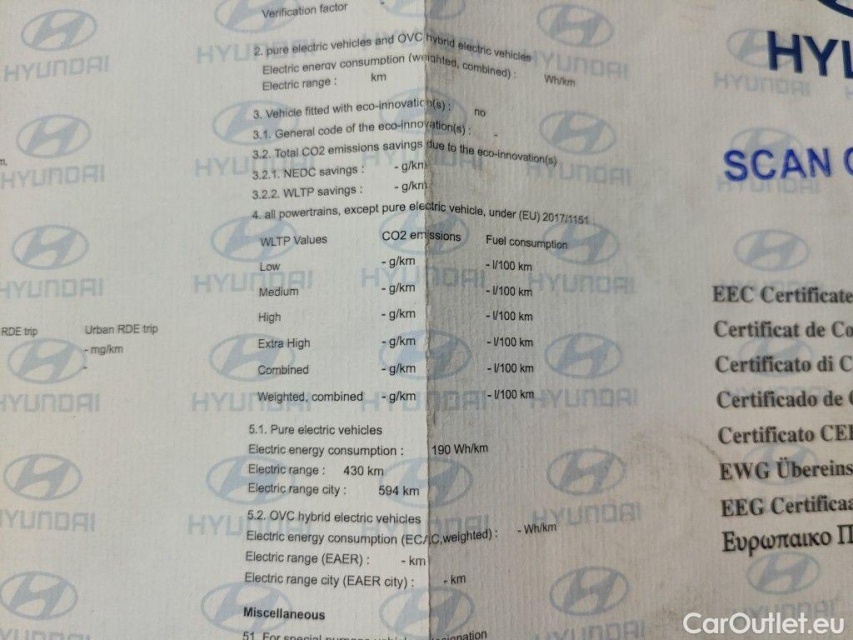 Verification factor -
2. pure electric vehicles and OVC hybrid electric vehicles
Electric energy consumption (weighted, combined) : Wh/km
Electric range : km
3. Vehicle fitted with eco-innovation(s) : no
3.1. General code of the eco-innovation(s) : -
3.2. Total CO2 emissions savings due to the eco-innovation(s)
3.2.1. NEDC savings : - g/km
3.2.2. WLTP savings : - g/km
4. all powertrains, except pure electric vehicle, under (EU) 2017/1151
WLTP Values CO2 emissions Fuel consumption
Low - g/km - l/100 km
Medium - g/km - l/100 km
High - g/km - l/100 km
Extra High - g/km - l/100 km
Combined - g/km - l/100 km
Weighted, combined - g/km - l/100 km
5.1. Pure electric vehicles
Electric energy consumption : 190 Wh/km
Electric range : 430 km
Electric range city : 594 km
5.2. OVC hybrid electric vehicles
Electric energy consumption (EC AC,weighted) : - Wh/km
Electric range (EAER) : - km
Electric range city (EAER city) : - km
Miscellaneous
RDE trip Urban RDE trip
- mg/km
-
HYU
SCAN
EEC Certificate
Certificat de Co
Certificato di C
Certificado de
Certificato CEE
EWG Übereins
EEG Certificaa
Ευρωπαικο Π
HYUNDAI
CarOutlet.eu